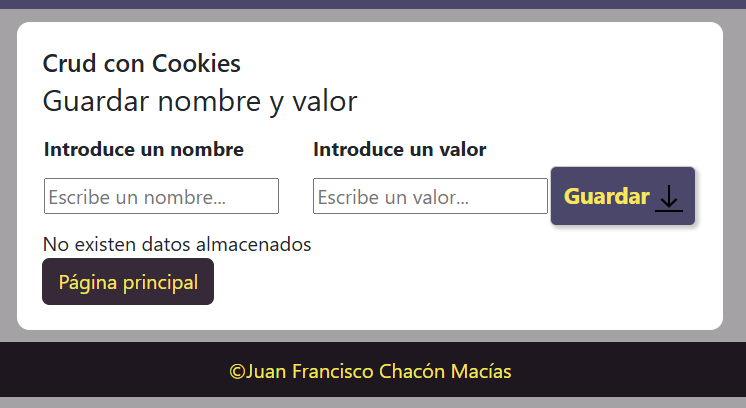 Crud con Cookies
Guardar nombre y valor
Introduce un nombre Introduce un valor
Escribe un nombre... Escribe un valor... Guardar
No existen datos almacenados
Página principal
©Juan Francisco Chacón Macías